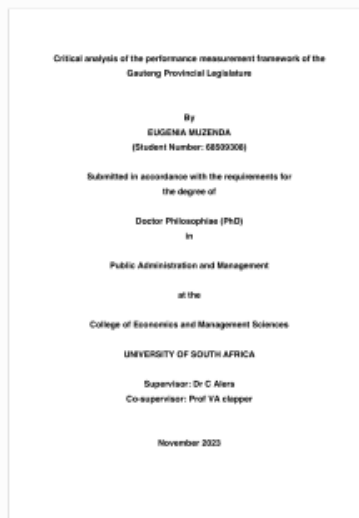 Critical analysis of the performance measurement framework of the
Gauteng Provincial Legislature
By
EUGENIA MUZENDA
(Student Number: 68509308)
Submitted in accordance with the requirements for
the degree of
Doctor Philosophiae (PhD)
in
Public Administration and Management
at the
College of Economics and Management Sciences
UNIVERSITY OF SOUTH AFRICA
Supervisor: Dr C Alers
Co-supervisor: Prof VA clapper
November 2023